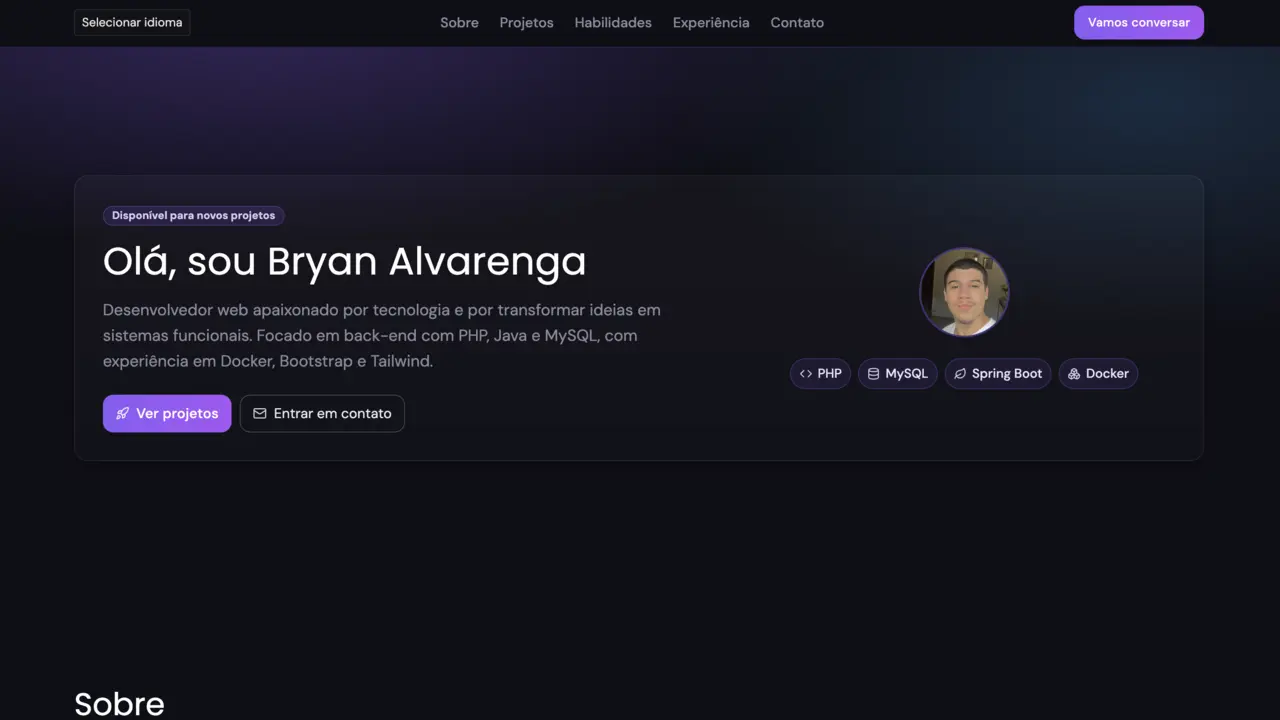 Selecionar idioma
Sobre
Projetos
Habilidades
Experiência
Contato
Vamos conversar
Disponível para novos projetos
Olá, sou Bryan Alvarenga
Desenvolvedor web apaixonado por tecnologia e por transformar ideias em
sistemas funcionais. Focado em back-end com PHP, Java e MySQL, com
experiência em Docker, Bootstrap e Tailwind.
Ver projetos
Entrar em contato
PHP
MySQL
Spring Boot
Docker
Sobre